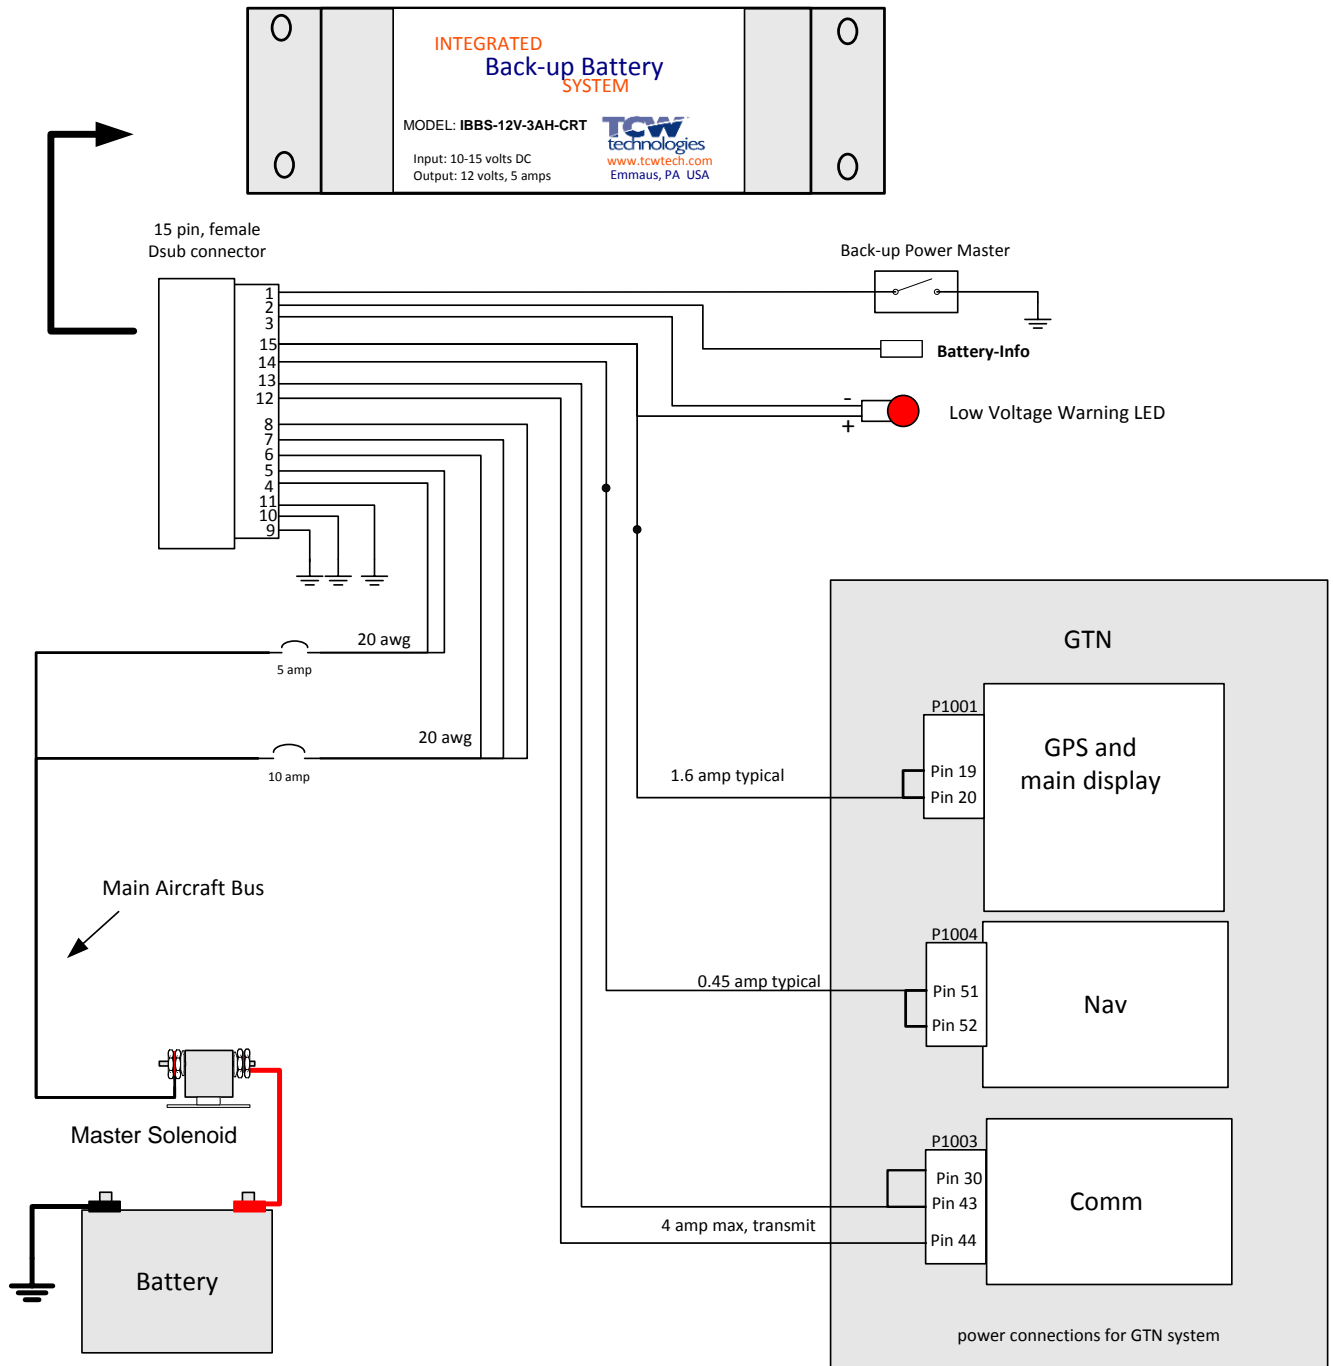 INTEGRATED
Back-up Battery
SYSTEM
MODEL: IBBS-12V-3AH-CRT
TCW
technologies
www.tcwtech.com
Emmaus, PA USA
Input: 10-15 volts DC
Output: 12 volts, 5 amps
15 pin, female
Dsub connector
1
2
3
15
14
13
12
8
7
6
5
4
11
10
9
Back-up Power Master
Battery-Info
-
+
Low Voltage Warning LED
20 awg
5 amp
20 awg
10 amp
Main Aircraft Bus
Master Solenoid
Battery
GTN
P1001
Pin 19
Pin 20
GPS and
main display
1.6 amp typical
P1004
Pin 51
Pin 52
Nav
0.45 amp typical
P1003
Pin 30
Pin 43
Pin 44
Comm
4 amp max, transmit
power connections for GTN system